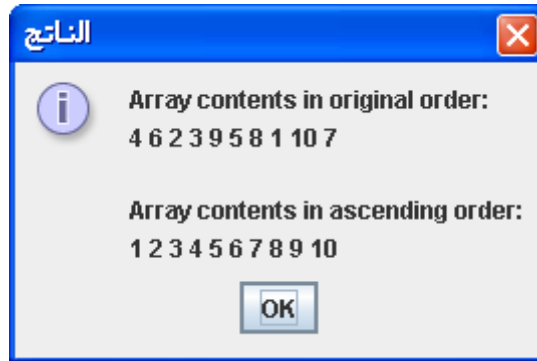 الناتج
Array contents in original order:
4 6 2 3 9 5 8 1 10 7
Array contents in ascending order:
1 2 3 4 5 6 7 8 9 10
OK